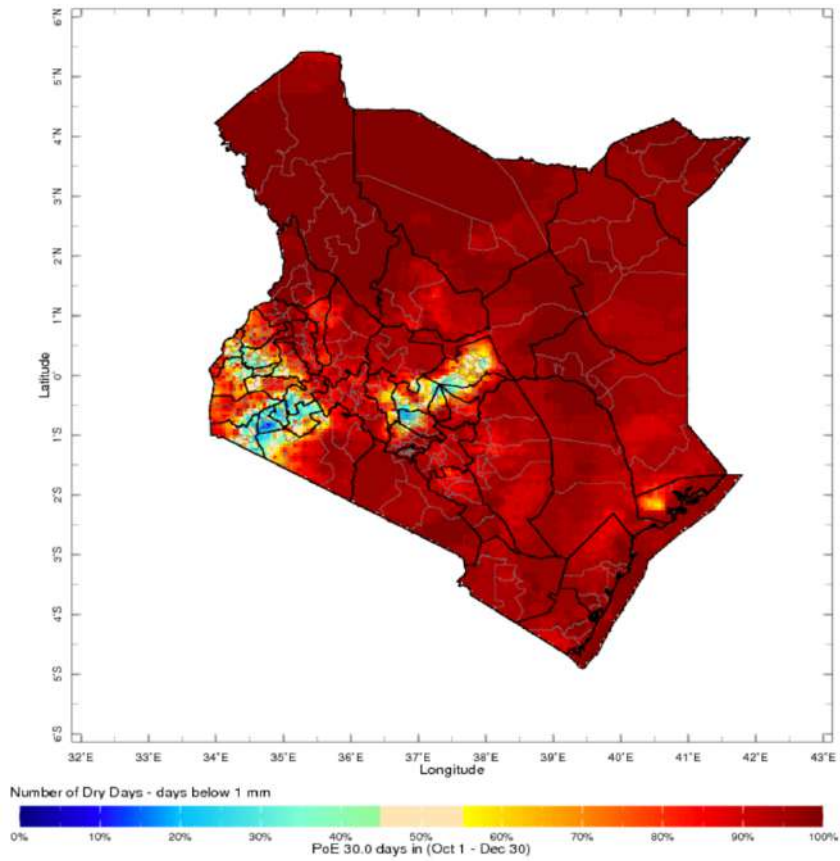 6°N
5°N
4°N
3°N
2°N
1°N
0°
1°S
2°S
3°S
4°S
5°S
6°S
Latitude
32°E 33°E 34°E 35°E 36°E 37°E 38°E 39°E 40°E 41°E 42°E 43°E
Longitude
Number of Dry Days - days below 1 mm
0% 10% 20% 30% 40% 50% 60% 70% 80% 90% 100%
PoE 30.0 days in (Oct 1 - Dec 30)